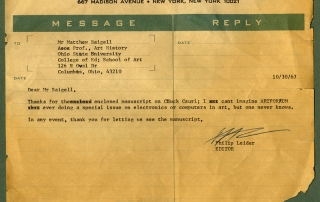 667 MADISON AVENUE • NEW YORK, NEW YORK 10021
MESSAGE
REPLY
TO
DATE
Mr Matthew Baigell
Asso Prof., Art History
Ohio State University
College of Ed; School of Art
126 N Oval Dr
Columbus, Ohio, 43210
DATE
10/30/67
Dear Mr Baigell,
Thanks for the enclosed manuscript on Chuck Csuri; I cant imagine ARTFORUM
ever doing a special issue on electronics or computers in art, but one never knows.
In any event, thank you for letting us see the manuscript,
Philip Leider
EDITOR